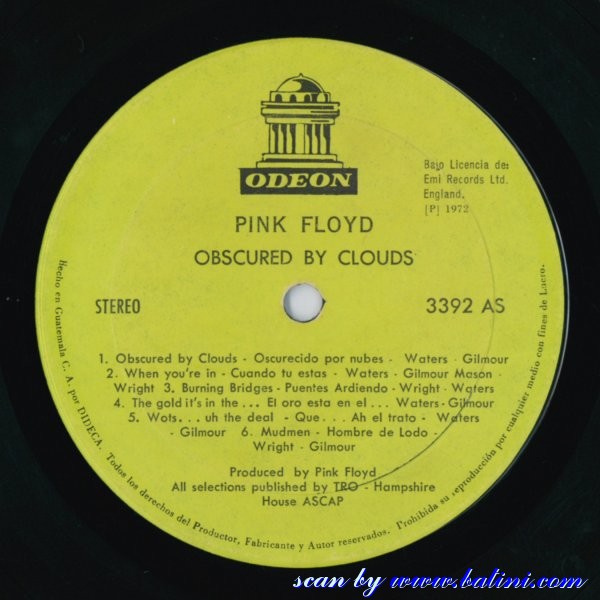 ODEON
Bajo Licencia de:
Emi Records Ltd.
England.
[P] 1972
PINK FLOYD
OBSCURED BY CLOUDS
STEREO
3392 AS
1. Obscured by Clouds - Oscurecido por nubes - Waters - Gilmour
2. When you're in - Cuando tu estas - Waters - Gilmour Mason -
Wright 3. Burning Bridges - Puentes Ardiendo - Wright - Waters
4. The gold it's in the ... El oro esta en el ... Waters - Gilmour
5. Wots... uh the deal - Que... Ah el trato - Waters
- Gilmour 6. Mudmen - Hombre de Lodo -
Wright - Gilmour
Produced by Pink Floyd
All selections published by TRO - Hampshire
House ASCAP
Hecho en Guatemala C. A. por DIDECA. Todos los derechos del Productor, Fabricante y Autor reservados. Prohibida su reproducción por cualquier medio con fines de Lucro.
scan by www.batini.com